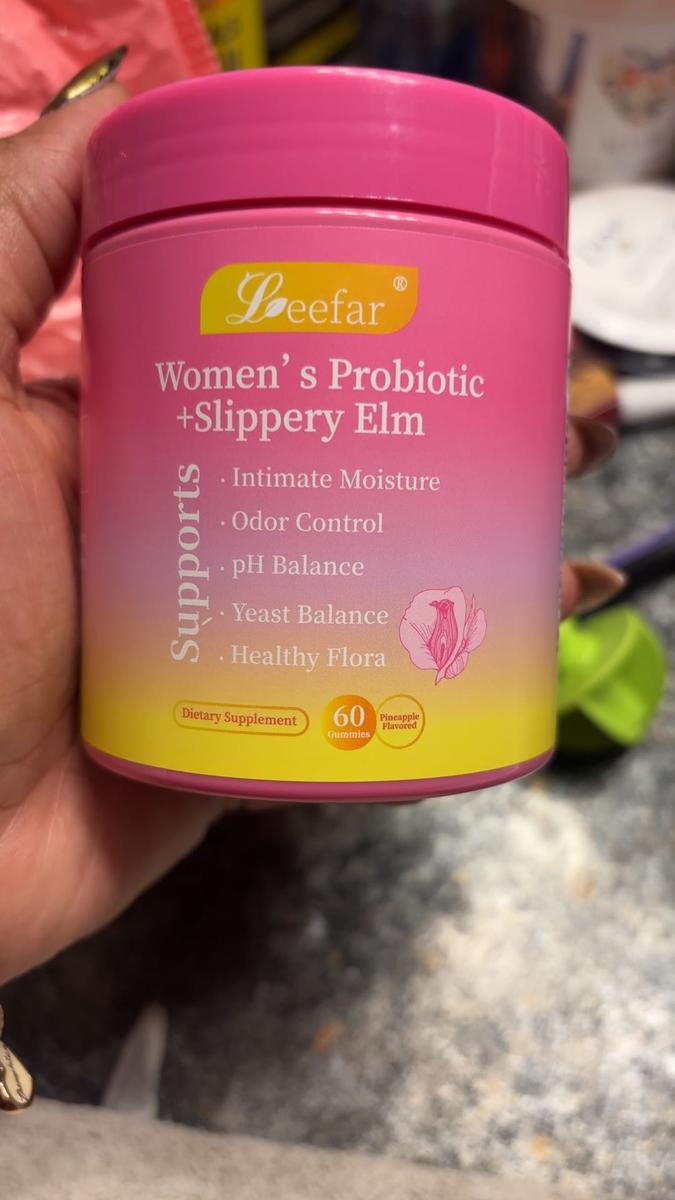 Leefar®
Women's Probiotic
+Slippery Elm
Supports
· Intimate Moisture
· Odor Control
· pH Balance
· Yeast Balance
· Healthy Flora
Dietary Supplement
60
Gummies
Pineapple
Flavored